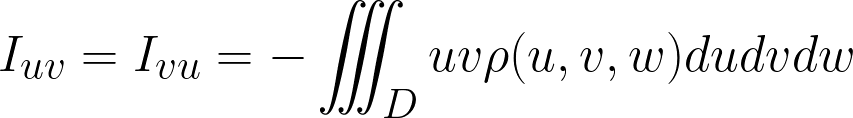 I_{uv} = I_{vu} = - \iiint_D uv\rho(u, v, w)dudvdw